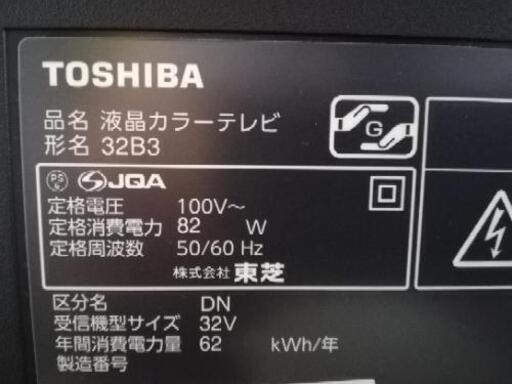 TOSHIBA
品名 液晶カラーテレビ
形名 32B3
G
PS E JQA
定格電圧 100V~
定格消費電力 82 W
定格周波数 50/60 Hz
株式会社 東芝
区分名 DN
受信機型サイズ 32V
年間消費電力量 62 kWh/年
製造番号